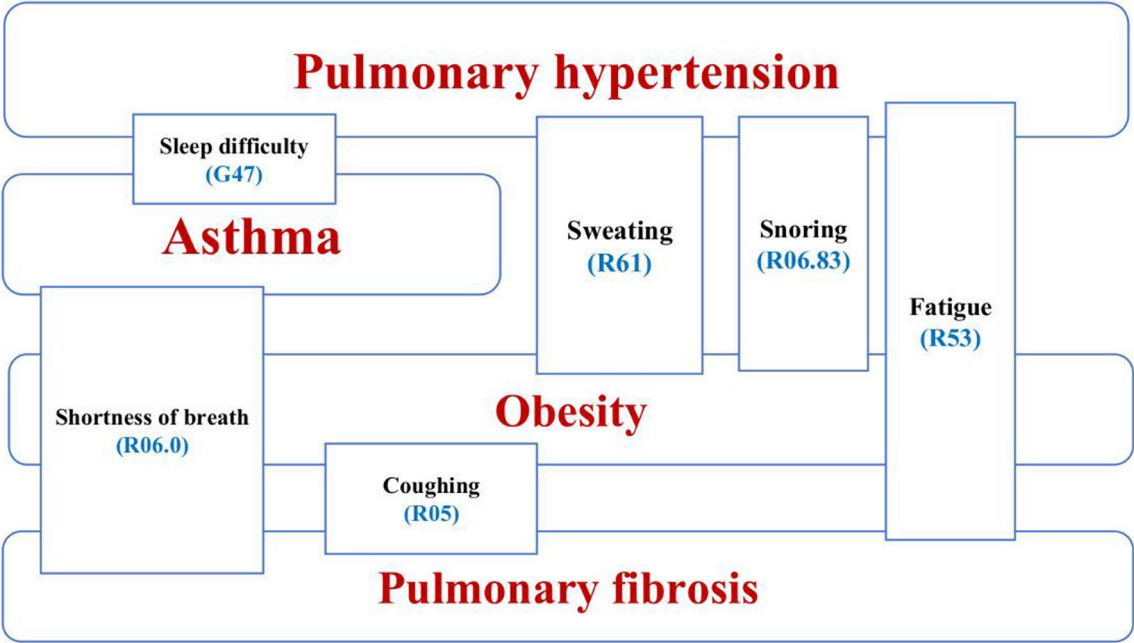 Pulmonary hypertension
Sleep difficulty
(G47)
Asthma
Sweating
(R61)
Snoring
(R06.83)
Fatigue
(R53)
Shortness of breath
(R06.0)
Obesity
Coughing
(R05)
Pulmonary fibrosis